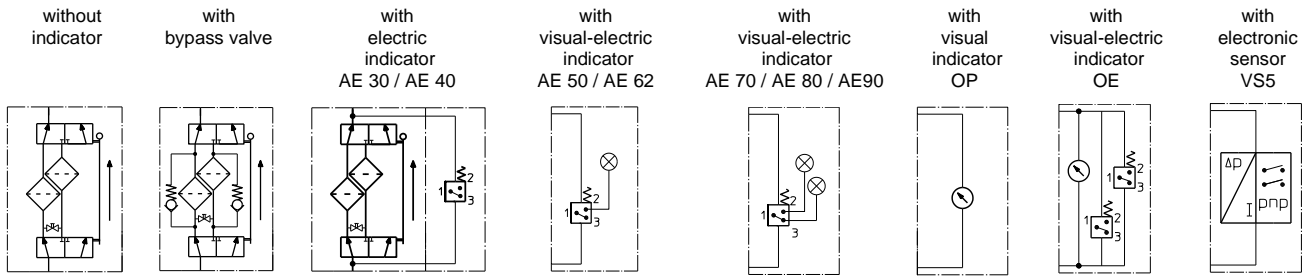 without
indicator
with
bypass valve
with
electric
indicator
AE 30 / AE 40
with
visual-electric
indicator
AE 50 / AE 62
with
visual-electric
indicator
AE 70 / AE 80 / AE90
with
visual
indicator
OP
with
visual-electric
indicator
OE
with
electronic
sensor
VS5
1 2
3
1 2
3
1 2
3
1 2
3
1 2
3
Δp
I pnp